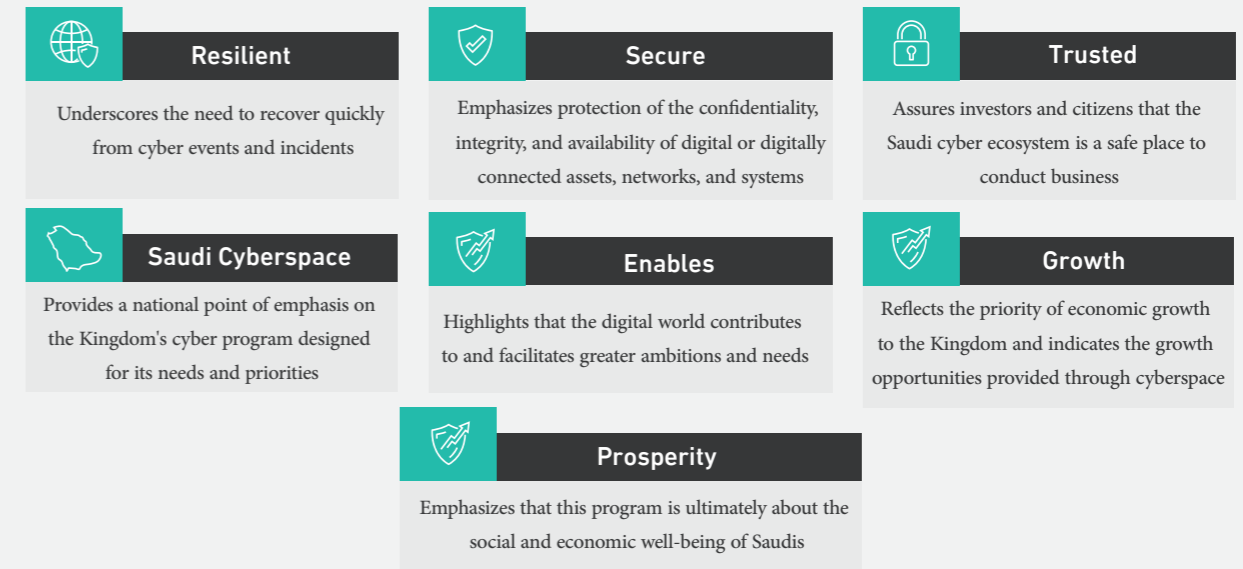 Resilient
Underscores the need to recover quickly
from cyber events and incidents
Secure
Emphasizes protection of the confidentiality,
integrity, and availability of digital or digitally
connected assets, networks, and systems
Trusted
Assures investors and citizens that the
Saudi cyber ecosystem is a safe place to
conduct business
Saudi Cyberspace
Provides a national point of emphasis on
the Kingdom's cyber program designed
for its needs and priorities
Enables
Highlights that the digital world contributes
to and facilitates greater ambitions and needs
Growth
Reflects the priority of economic growth
to the Kingdom and indicates the growth
opportunities provided through cyberspace
Prosperity
Emphasizes that this program is ultimately about the
social and economic well-being of Saudis